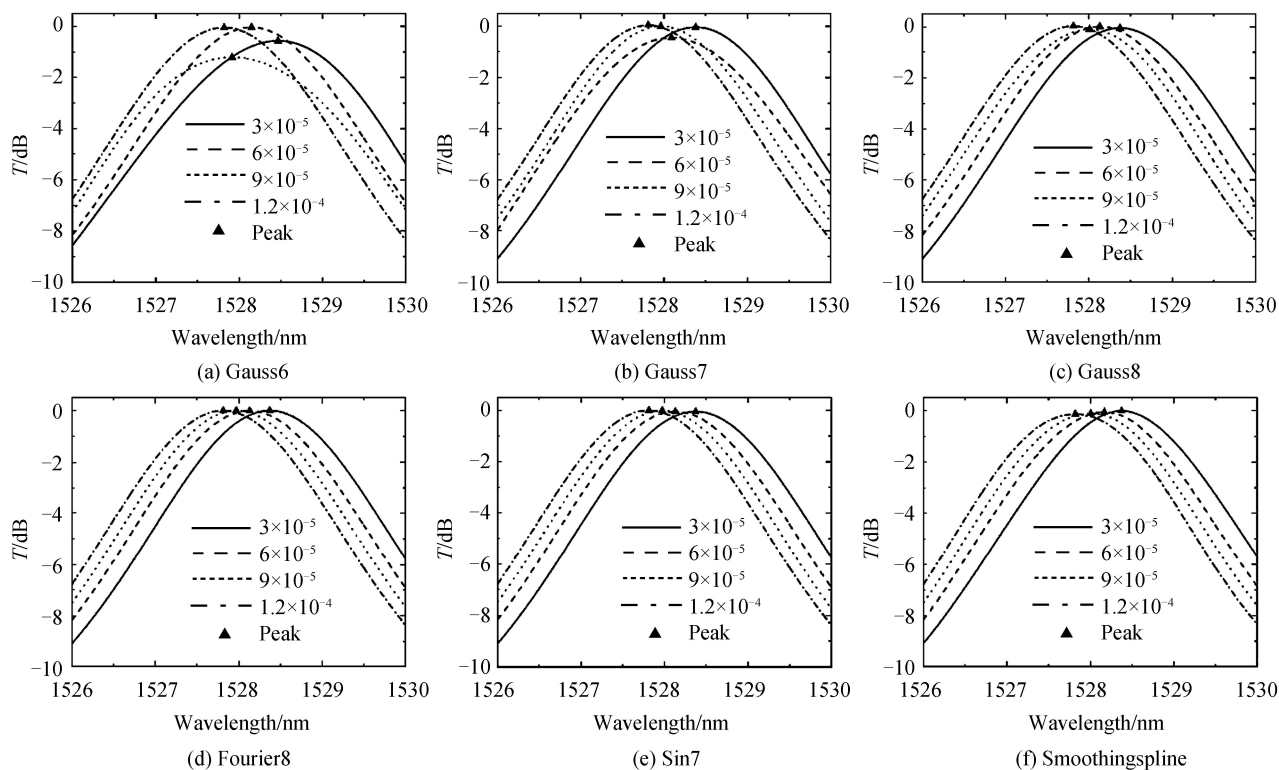 0
−2
−4
−6
−8
−10
T/dB
3×10⁻⁵
6×10⁻⁵
9×10⁻⁵
1.2×10⁻⁴
Peak
1526 1527 1528 1529 1530
Wavelength/nm
(a) Gauss6
0
−2
−4
−6
−8
−10
T/dB
3×10⁻⁵
6×10⁻⁵
9×10⁻⁵
1.2×10⁻⁴
Peak
1526 1527 1528 1529 1530
Wavelength/nm
(b) Gauss7
0
−2
−4
−6
−8
−10
T/dB
3×10⁻⁵
6×10⁻⁵
9×10⁻⁵
1.2×10⁻⁴
Peak
1526 1527 1528 1529 1530
Wavelength/nm
(c) Gauss8
0
−2
−4
−6
−8
−10
T/dB
3×10⁻⁵
6×10⁻⁵
9×10⁻⁵
1.2×10⁻⁴
Peak
1526 1527 1528 1529 1530
Wavelength/nm
(d) Fourier8
0
−2
−4
−6
−8
−10
T/dB
3×10⁻⁵
6×10⁻⁵
9×10⁻⁵
1.2×10⁻⁴
Peak
1526 1527 1528 1529 1530
Wavelength/nm
(e) Sin7
0
−2
−4
−6
−8
−10
T/dB
3×10⁻⁵
6×10⁻⁵
9×10⁻⁵
1.2×10⁻⁴
Peak
1526 1527 1528 1529 1530
Wavelength/nm
(f) Smoothingspline